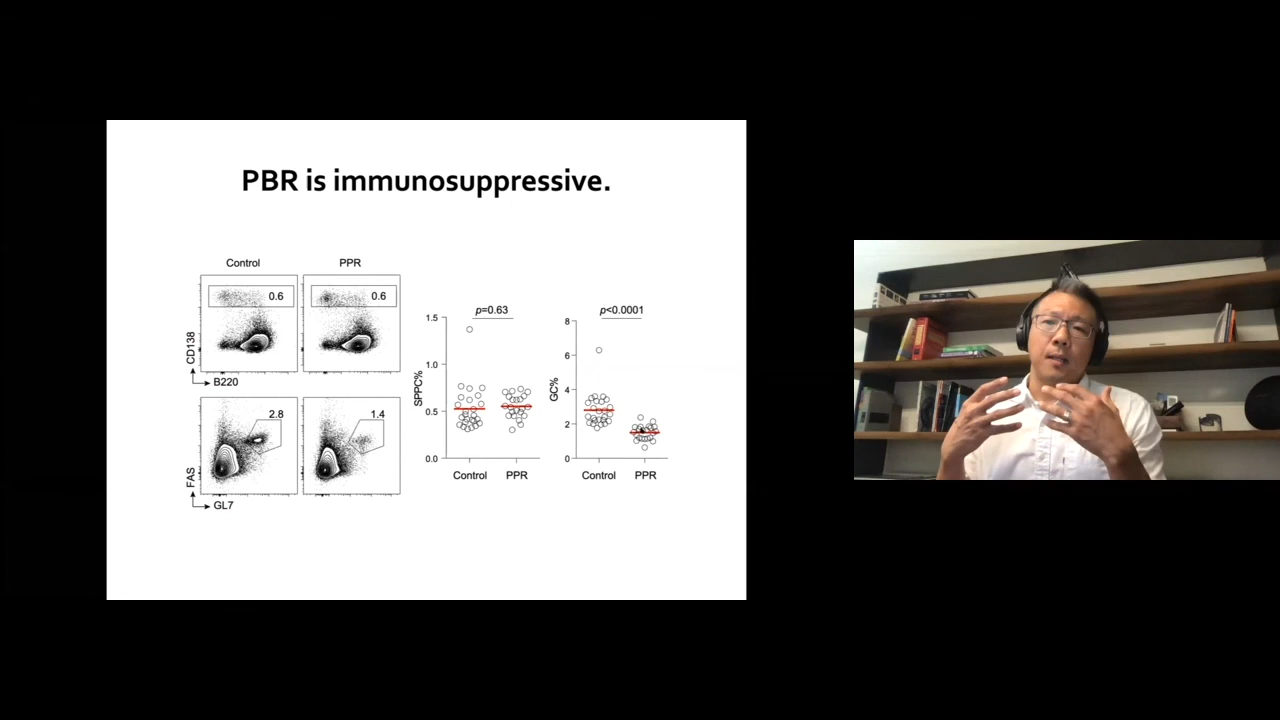 PBR is immunosuppressive.
Control
PPR
0.6
0.6
CD138
B220
2.8
1.4
FAS
GL7
p=0.63
1.5
1.0
0.5
0.0
SPPC%
Control
PPR
p<0.0001
8
6
4
2
0
GC%
Control
PPR